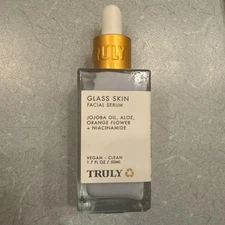 TRULY
GLASS SKIN
FACIAL SERUM
JOJOBA OIL, ALOE,
ORANGE FLOWER
+ NIACINAMIDE
VEGAN · CLEAN
1.7 FL OZ / 50ML
TRULY